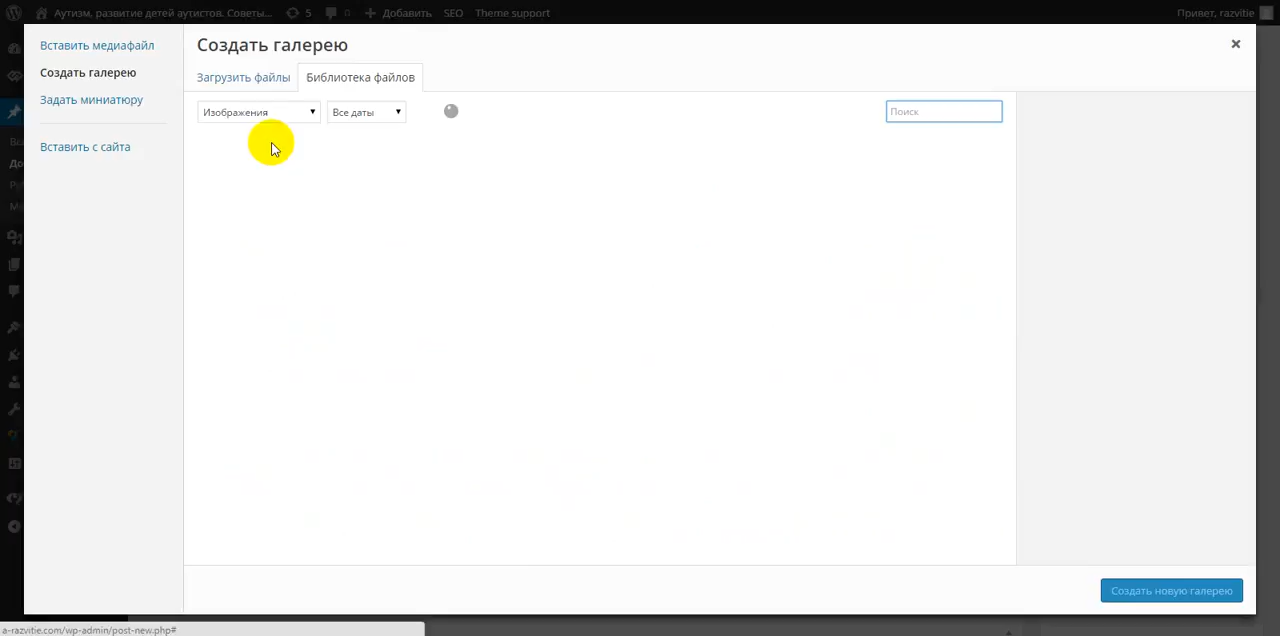 Аутизм, развитие детей аутистов. Советы... 5 0 Добавить SEO Theme support Привет, razvitie
Вставить медиафайл
Создать галерею
Задать миниатюру
Вставить с сайта
Создать галерею
Загрузить файлы Библиотека файлов
Изображения Все даты Поиск
Создать новую галерею
a-razvitie.com/wp-admin/post-new.php#